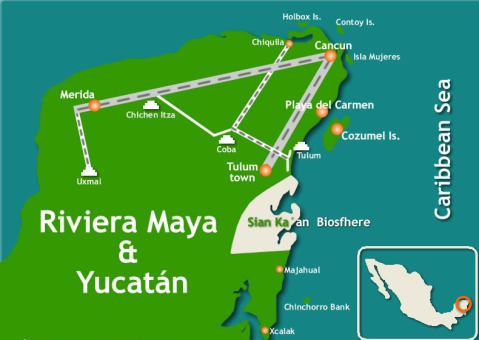 Holbox Is.
Contoy Is.
Chiquila
Cancun
Isla Mujeres
Merida
Chichen Itza
Playa del Carmen
Cozumel Is.
Coba
Tulum
Tulum
town
Uxmal
Caribbean Sea
Riviera Maya
&
Yucatán
Sian Ka'an Biosfhere
Majahual
Chinchorro Bank
Xcalak